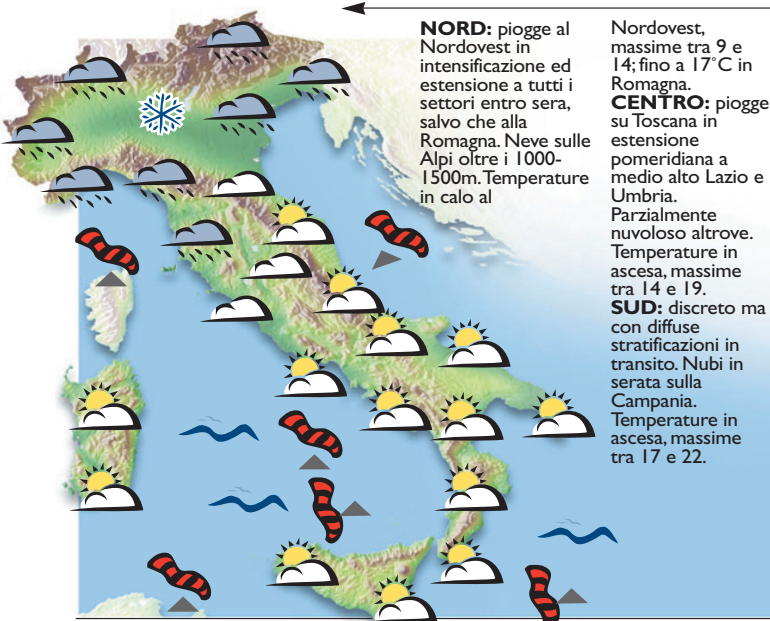 NORD: piogge al
Nordovest in
intensificazione ed
estensione a tutti i
settori entro sera,
salvo che alla
Romagna. Neve sulle
Alpi oltre i 1000-
1500m.Temperature
in calo al
Nordovest,
massime tra 9 e
14; fino a 17°C in
Romagna.
CENTRO: piogge
su Toscana in
estensione
pomeridiana a
medio alto Lazio e
Umbria.
Parzialmente
nuvoloso altrove.
Temperature in
ascesa, massime
tra 14 e 19.
SUD: discreto ma
con diffuse
stratificazioni in
transito. Nubi in
serata sulla
Campania.
Temperature in
ascesa, massime
tra 17 e 22.